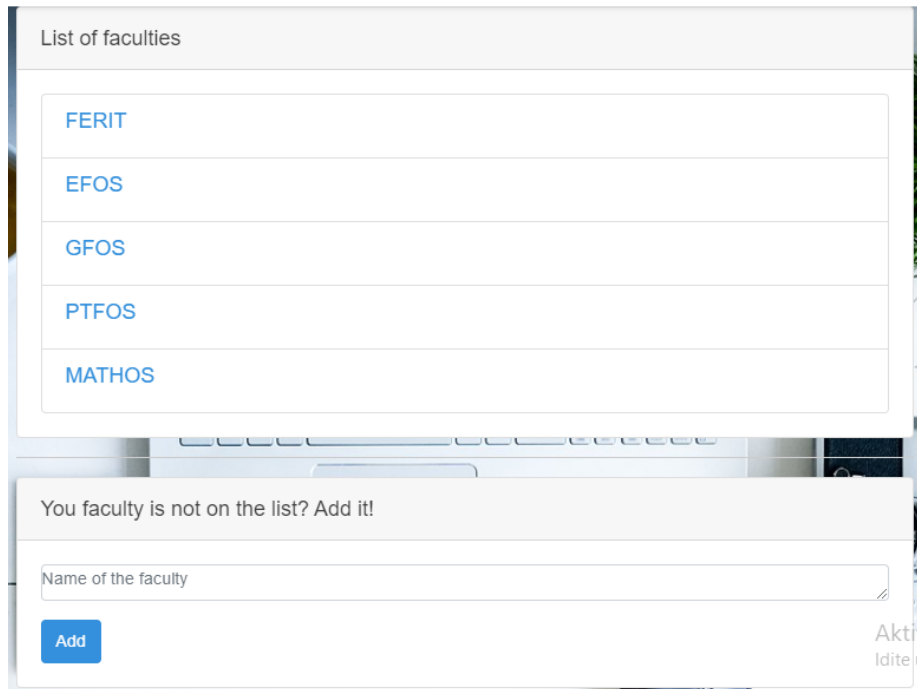 List of faculties
FERIT
EFOS
GFOS
PTFOS
MATHOS
You faculty is not on the list? Add it!
Name of the faculty
Add
Akti
Idite